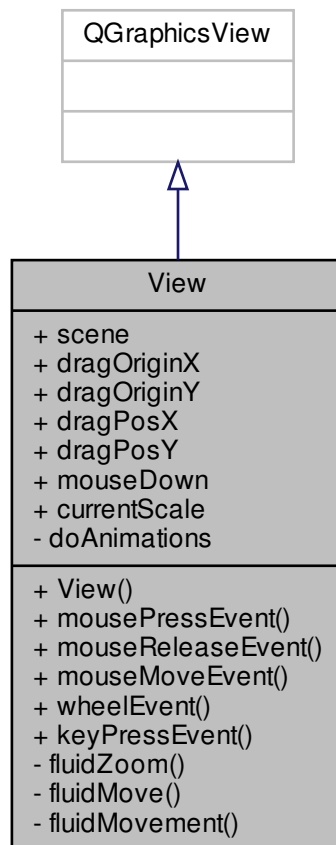 QGraphicsView
View
+ scene
+ dragOriginX
+ dragOriginY
+ dragPosX
+ dragPosY
+ mouseDown
+ currentScale
- doAnimations
+ View()
+ mousePressEvent()
+ mouseReleaseEvent()
+ mouseMoveEvent()
+ wheelEvent()
+ keyPressEvent()
- fluidZoom()
- fluidMove()
- fluidMovement()